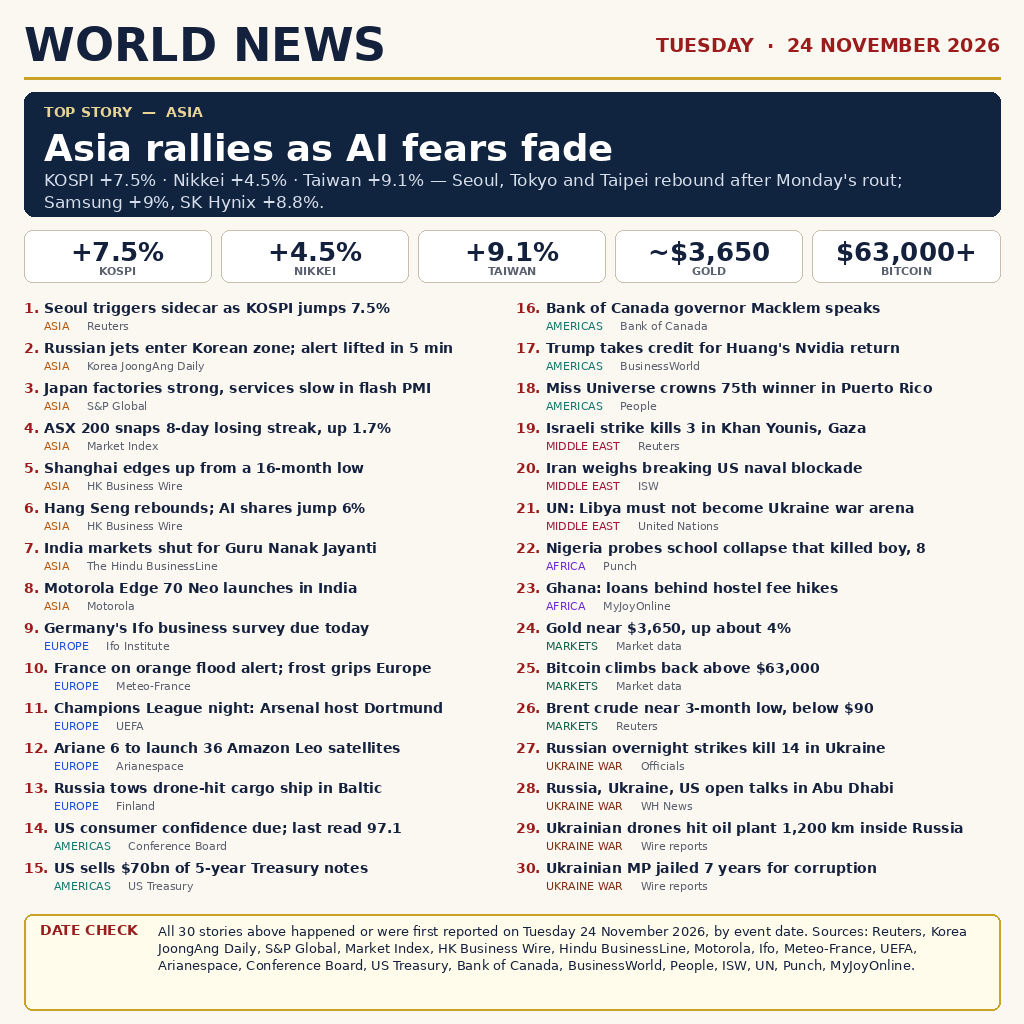 WORLD NEWS
TUESDAY · 24 NOVEMBER 2026
TOP STORY — ASIA
Asia rallies as AI fears fade
KOSPI +7.5% · Nikkei +4.5% · Taiwan +9.1% — Seoul, Tokyo and Taipei rebound after Monday's rout;
Samsung +9%, SK Hynix +8.8%.
+7.5%
KOSPI
+4.5%
NIKKEI
+9.1%
TAIWAN
~$3,650
GOLD
$63,000+
BITCOIN
1. Seoul triggers sidecar as KOSPI jumps 7.5%
ASIA Reuters
2. Russian jets enter Korean zone; alert lifted in 5 min
ASIA Korea JoongAng Daily
3. Japan factories strong, services slow in flash PMI
ASIA S&P Global
4. ASX 200 snaps 8-day losing streak, up 1.7%
ASIA Market Index
5. Shanghai edges up from a 16-month low
ASIA HK Business Wire
6. Hang Seng rebounds; AI shares jump 6%
ASIA HK Business Wire
7. India markets shut for Guru Nanak Jayanti
ASIA The Hindu BusinessLine
8. Motorola Edge 70 Neo launches in India
ASIA Motorola
9. Germany's Ifo business survey due today
EUROPE Ifo Institute
10. France on orange flood alert; frost grips Europe
EUROPE Meteo-France
11. Champions League night: Arsenal host Dortmund
EUROPE UEFA
12. Ariane 6 to launch 36 Amazon Leo satellites
EUROPE Arianespace
13. Russia tows drone-hit cargo ship in Baltic
EUROPE Finland
14. US consumer confidence due; last read 97.1
AMERICAS Conference Board
15. US sells $70bn of 5-year Treasury notes
AMERICAS US Treasury
16. Bank of Canada governor Macklem speaks
AMERICAS Bank of Canada
17. Trump takes credit for Huang's Nvidia return
AMERICAS BusinessWorld
18. Miss Universe crowns 75th winner in Puerto Rico
AMERICAS People
19. Israeli strike kills 3 in Khan Younis, Gaza
MIDDLE EAST Reuters
20. Iran weighs breaking US naval blockade
MIDDLE EAST ISW
21. UN: Libya must not become Ukraine war arena
MIDDLE EAST United Nations
22. Nigeria probes school collapse that killed boy, 8
AFRICA Punch
23. Ghana: loans behind hostel fee hikes
AFRICA MyJoyOnline
24. Gold near $3,650, up about 4%
MARKETS Market data
25. Bitcoin climbs back above $63,000
MARKETS Market data
26. Brent crude near 3-month low, below $90
MARKETS Reuters
27. Russian overnight strikes kill 14 in Ukraine
UKRAINE WAR Officials
28. Russia, Ukraine, US open talks in Abu Dhabi
UKRAINE WAR WH News
29. Ukrainian drones hit oil plant 1,200 km inside Russia
UKRAINE WAR Wire reports
30. Ukrainian MP jailed 7 years for corruption
UKRAINE WAR Wire reports
DATE CHECK
All 30 stories above happened or were first reported on Tuesday 24 November 2026, by event date. Sources: Reuters, Korea
JoongAng Daily, S&P Global, Market Index, HK Business Wire, Hindu BusinessLine, Motorola, Ifo, Meteo-France, UEFA,
Arianespace, Conference Board, US Treasury, Bank of Canada, BusinessWorld, People, ISW, UN, Punch, MyJoyOnline.